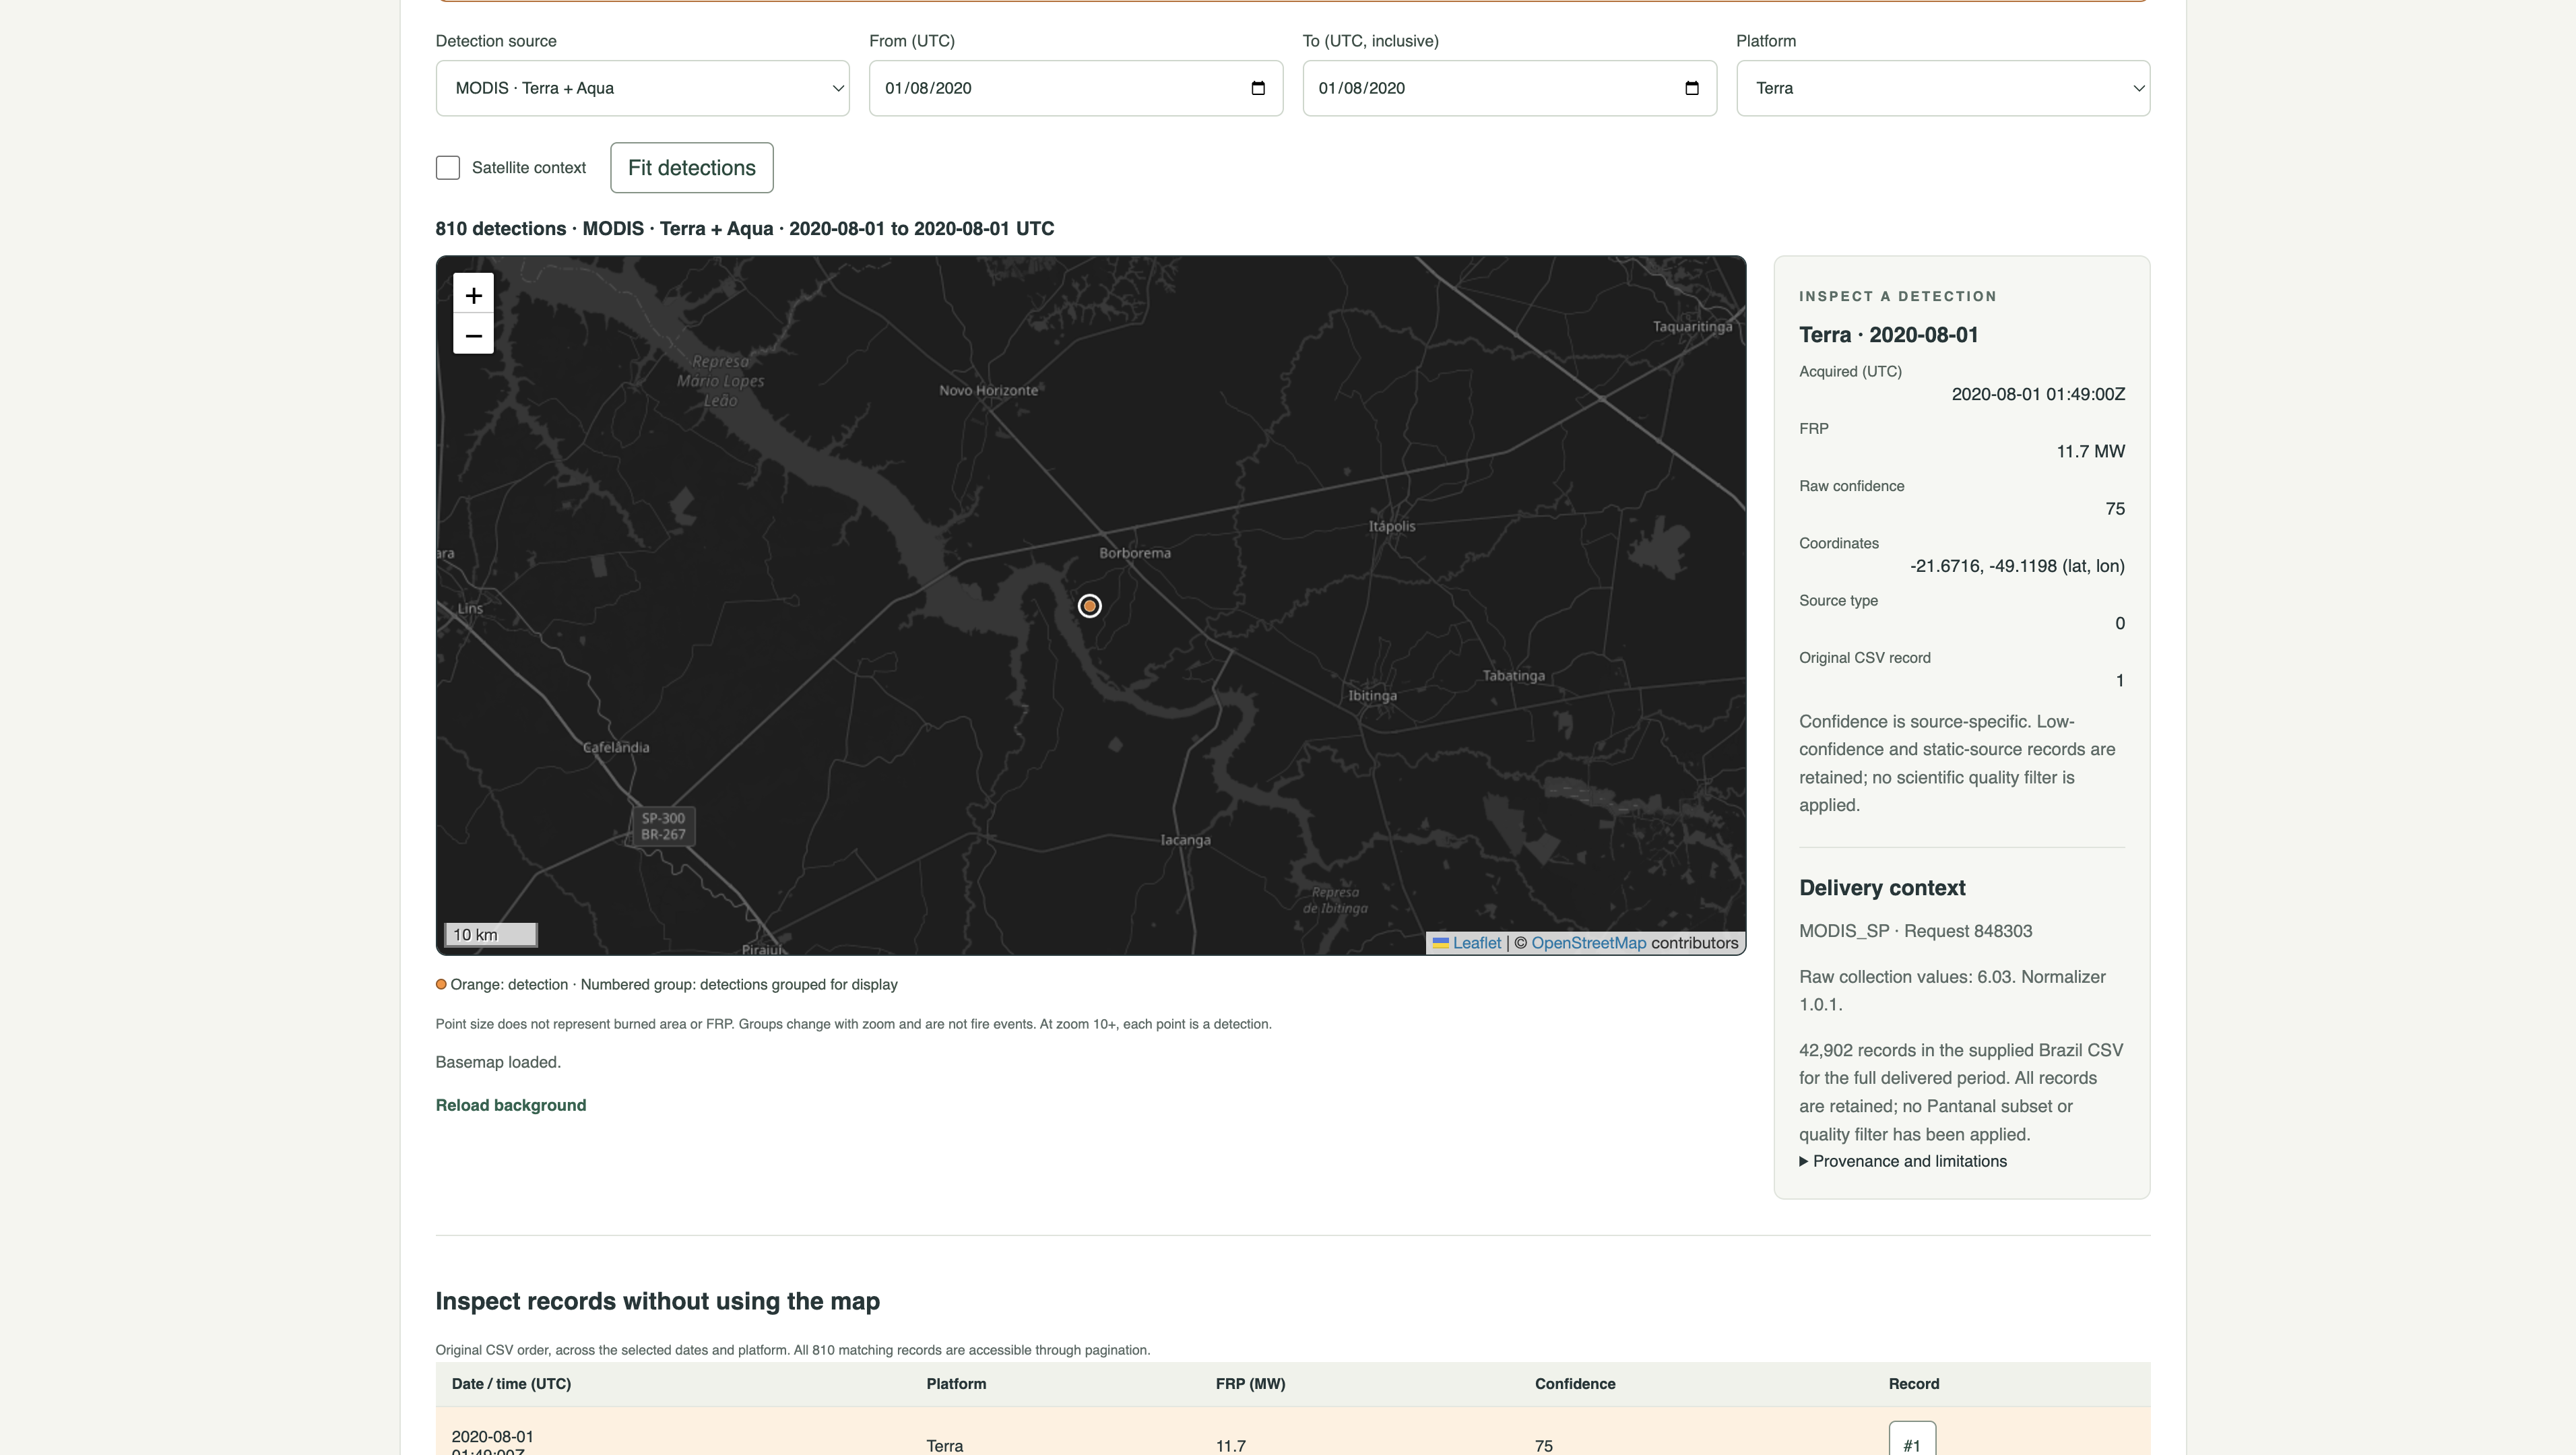 Detection source
From (UTC)
To (UTC, inclusive)
Platform
MODIS · Terra + Aqua
01/08/2020
01/08/2020
Terra
Satellite context
Fit detections
810 detections · MODIS · Terra + Aqua · 2020-08-01 to 2020-08-01 UTC
+
−
Represa
Mário Lopes
Leão
Novo Horizonte
Taquaritinga
ara
Borborema
Itápolis
Lins
Tabatinga
Ibitinga
Cafelândia
SP-300
BR-267
Iacanga
Represa
de Ibitinga
Pirajuí
10 km
Leaflet | © OpenStreetMap contributors
Orange: detection · Numbered group: detections grouped for display
Point size does not represent burned area or FRP. Groups change with zoom and are not fire events. At zoom 10+, each point is a detection.
Basemap loaded.
Reload background
INSPECT A DETECTION
Terra · 2020-08-01
Acquired (UTC)
2020-08-01 01:49:00Z
FRP
11.7 MW
Raw confidence
75
Coordinates
-21.6716, -49.1198 (lat, lon)
Source type
0
Original CSV record
1
Confidence is source-specific. Low-
confidence and static-source records are
retained; no scientific quality filter is
applied.
Delivery context
MODIS_SP · Request 848303
Raw collection values: 6.03. Normalizer
1.0.1.
42,902 records in the supplied Brazil CSV
for the full delivered period. All records
are retained; no Pantanal subset or
quality filter has been applied.
Provenance and limitations
Inspect records without using the map
Original CSV order, across the selected dates and platform. All 810 matching records are accessible through pagination.
Date / time (UTC)
Platform
FRP (MW)
Confidence
Record
2020-08-01
01:49:00Z
Terra
11.7
75
#1